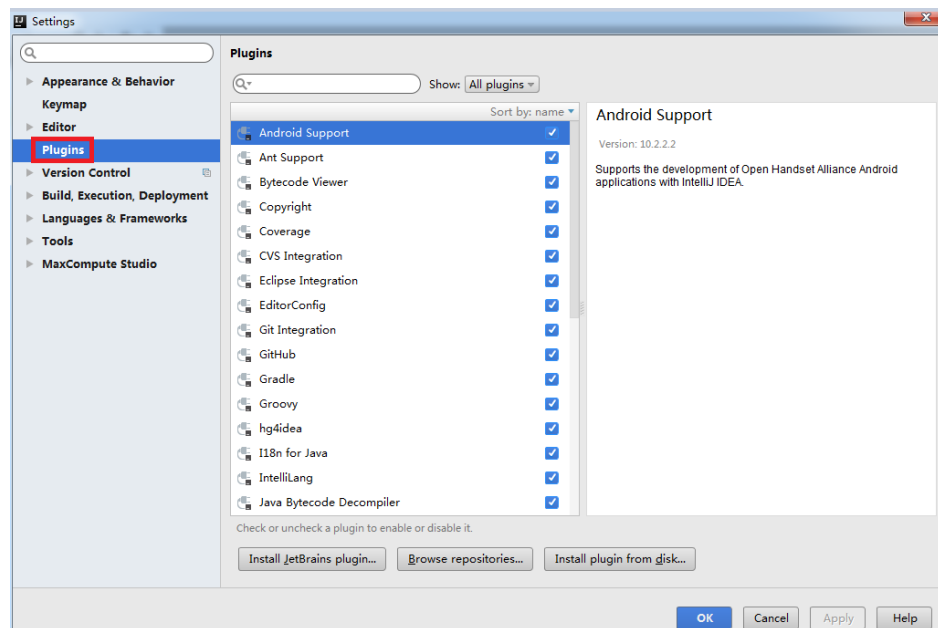 Settings
Appearance & Behavior
Keymap
Editor
Plugins
Version Control
Build, Execution, Deployment
Languages & Frameworks
Tools
MaxCompute Studio
Plugins
Show: All plugins
Sort by: name
Android Support
Ant Support
Bytecode Viewer
Copyright
Coverage
CVS Integration
Eclipse Integration
EditorConfig
Git Integration
GitHub
Gradle
Groovy
hg4idea
I18n for Java
IntelliLang
Java Bytecode Decompiler
Check or uncheck a plugin to enable or disable it.
Install JetBrains plugin...
Browse repositories...
Install plugin from disk...
Android Support
Version: 10.2.2.2
Supports the development of Open Handset Alliance Android
applications with IntelliJ IDEA.
OK
Cancel
Apply
Help